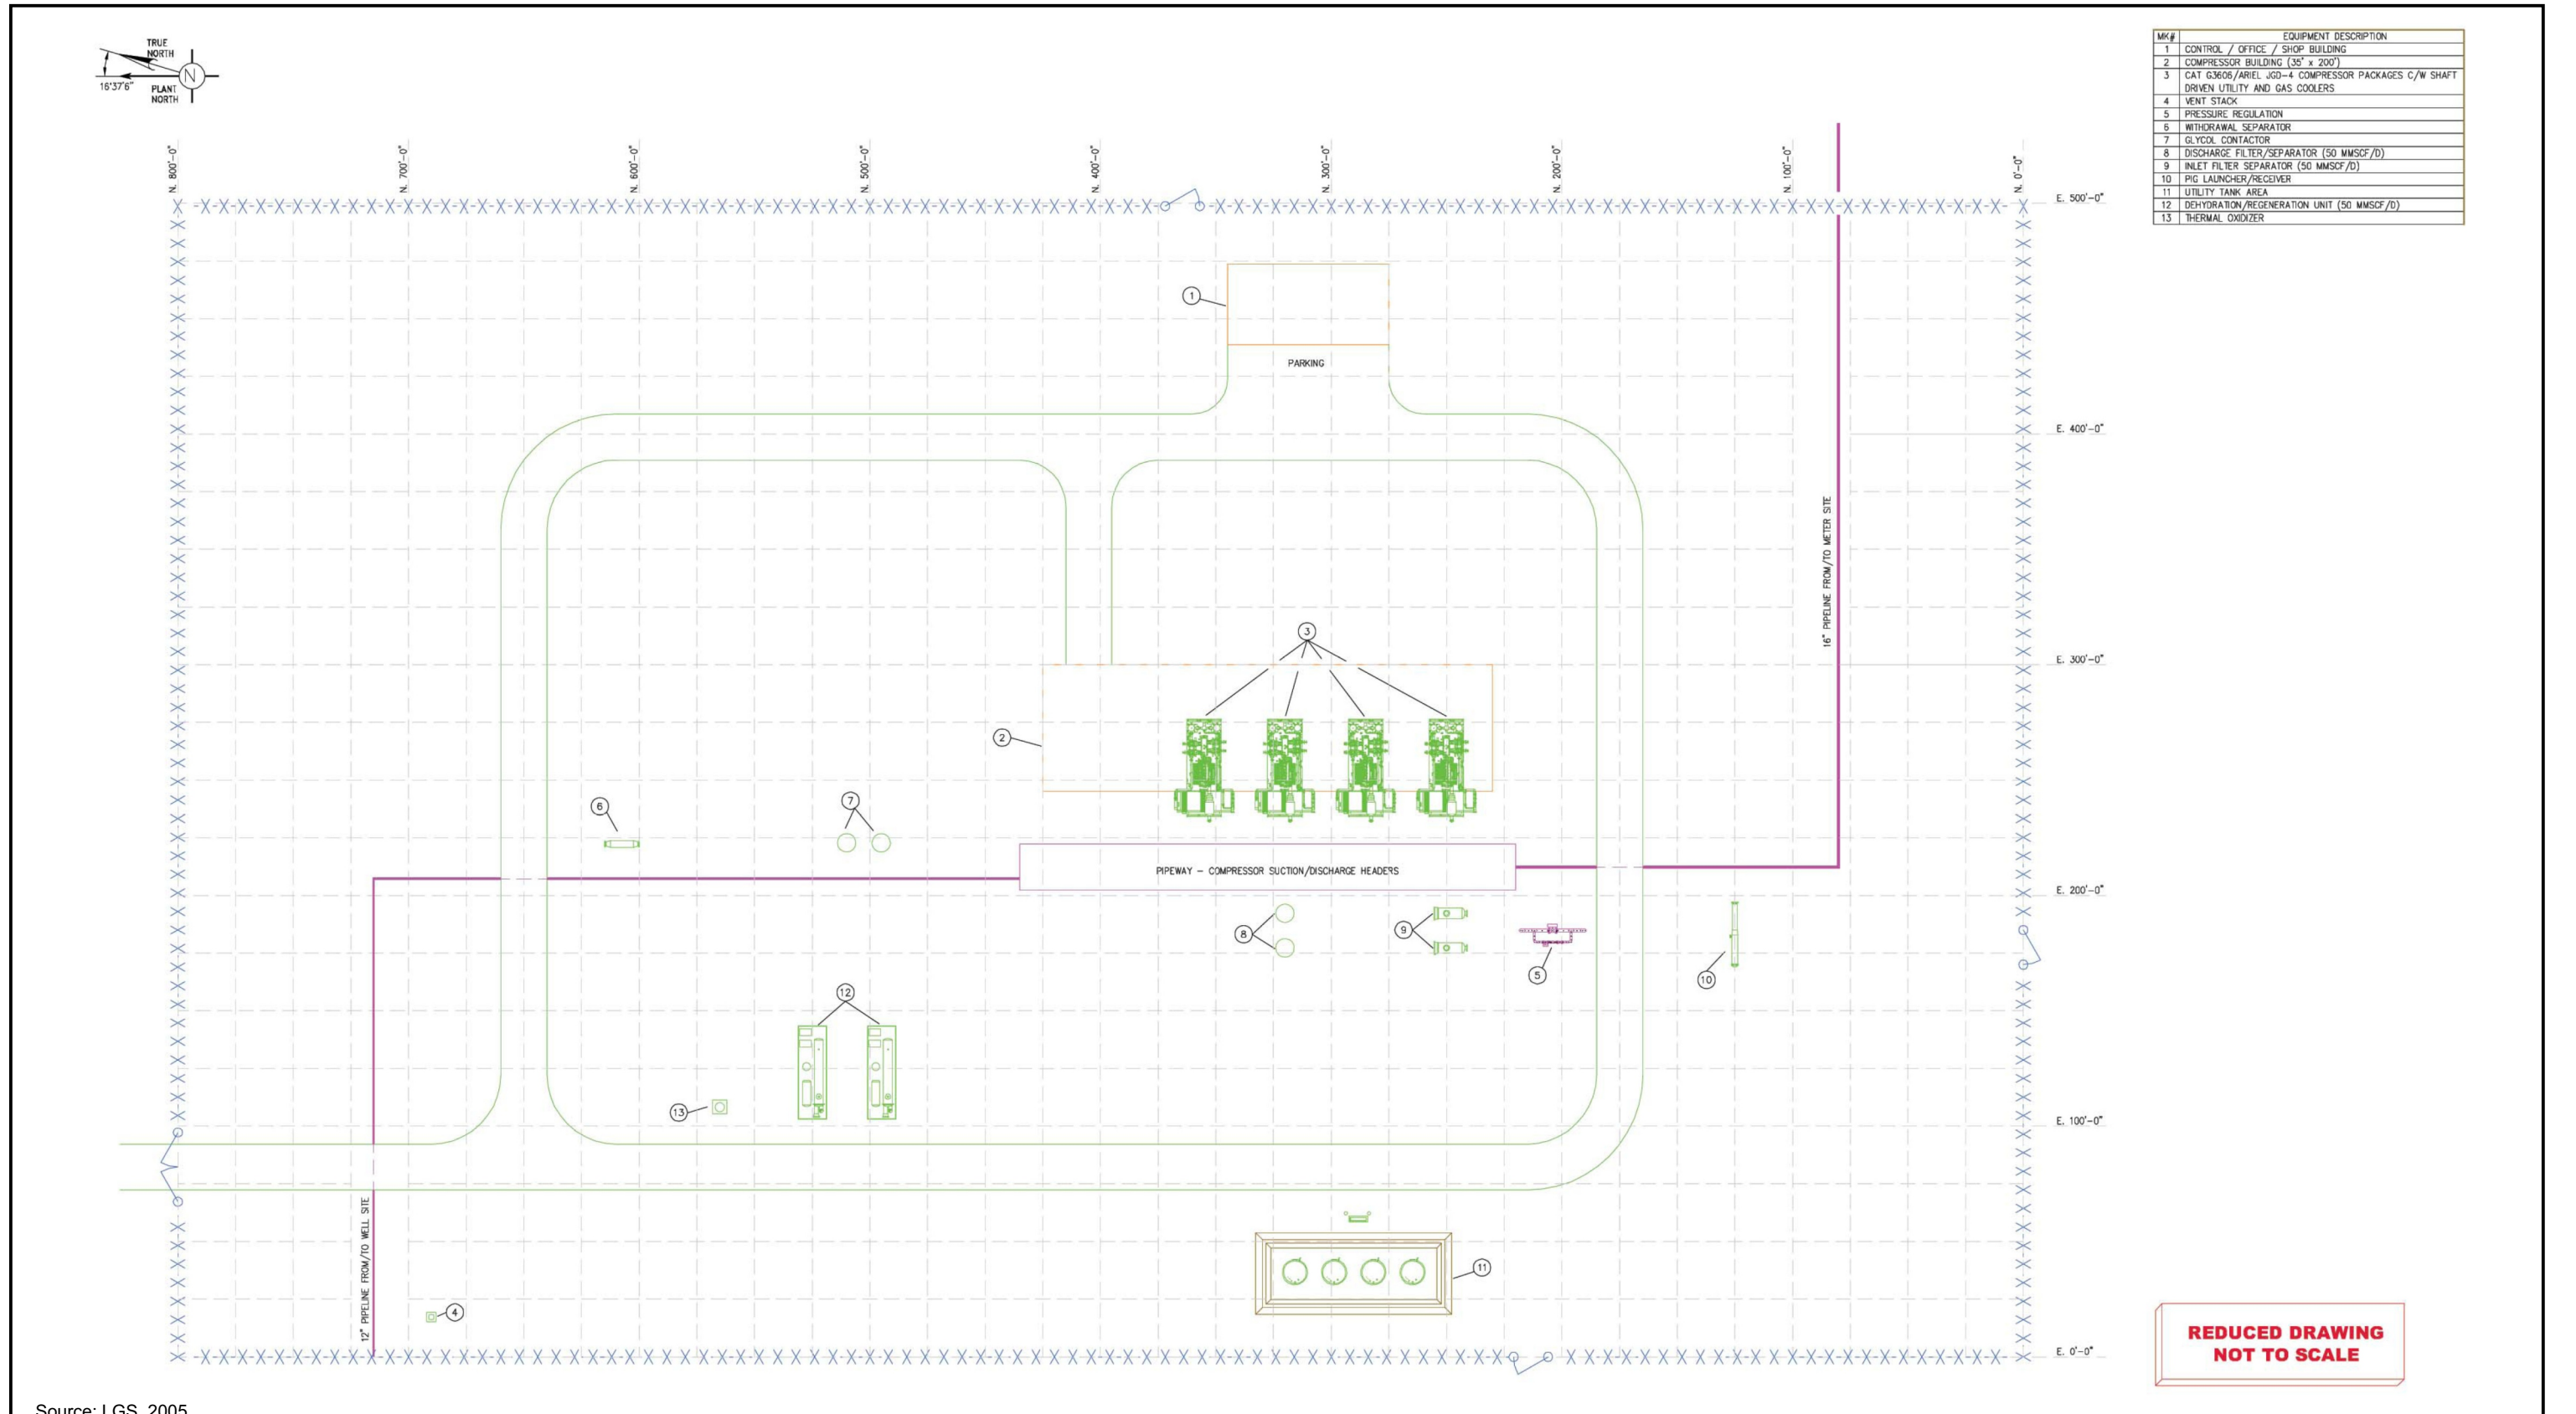 TRUE
NORTH
N
16°37'6"
PLANT
NORTH
MK# EQUIPMENT DESCRIPTION
1 CONTROL / OFFICE / SHOP BUILDING
2 COMPRESSOR BUILDING (35' x 200')
3 CAT G3606/ARIEL JGD-4 COMPRESSOR PACKAGES C/W SHAFT
DRIVEN UTILITY AND GAS COOLERS
4 VENT STACK
5 PRESSURE REGULATION
6 WITHDRAWAL SEPARATOR
7 GLYCOL CONTACTOR
8 DISCHARGE FILTER/SEPARATOR (50 MMSCF/D)
9 INLET FILTER SEPARATOR (50 MMSCF/D)
10 PIG LAUNCHER/RECEIVER
11 UTILITY TANK AREA
12 DEHYDRATION/REGENERATION UNIT (50 MMSCF/D)
13 THERMAL OXIDIZER
N. 800'-0"
N. 700'-0"
N. 600'-0"
N. 500'-0"
N. 400'-0"
N. 300'-0"
N. 200'-0"
N. 100'-0"
N. 0'-0"
E. 500'-0"
1
PARKING
E. 400'-0"
16" PIPELINE FROM/TO METER SITE
3
E. 300'-0"
2
6
7
PIPEWAY - COMPRESSOR SUCTION/DISCHARGE HEADERS
E. 200'-0"
8
9
5
10
12
13
E. 100'-0"
12" PIPELINE FROM/TO WELL SITE
11
4
E. 0'-0"
REDUCED DRAWING
NOT TO SCALE
Source: LGS, 2005